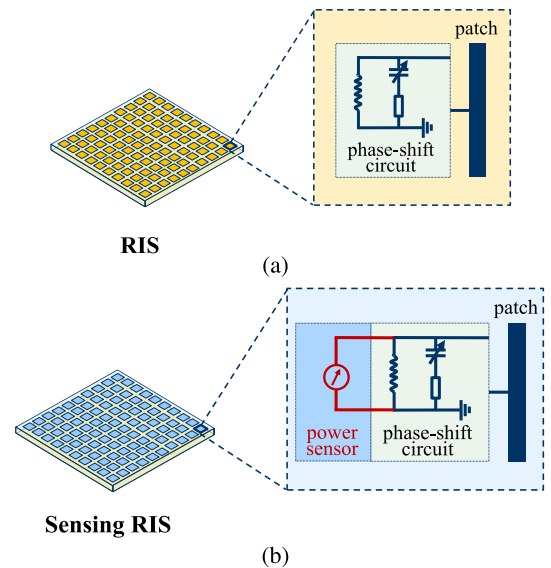 patch
phase-shift
circuit
RIS
(a)
patch
power
sensor
phase-shift
circuit
Sensing RIS
(b)